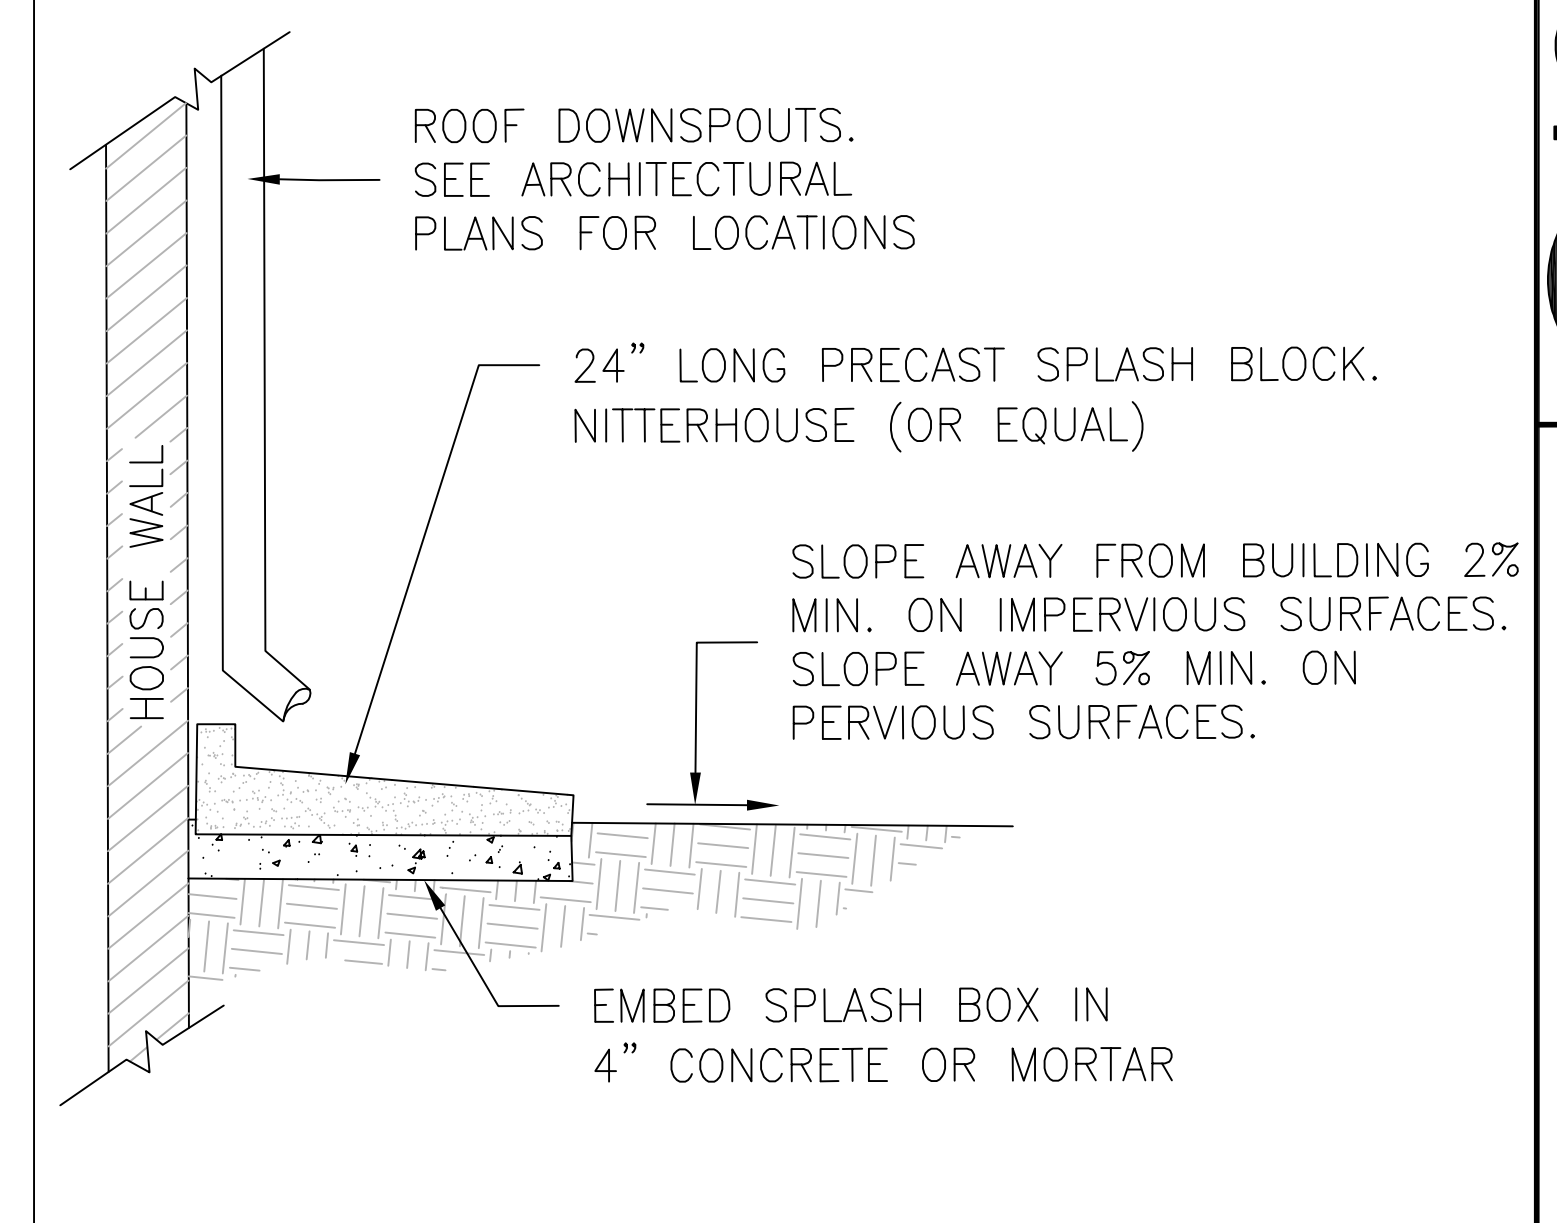 ROOF DOWNSPOUTS.
SEE ARCHITECTURAL
PLANS FOR LOCATIONS
24" LONG PRECAST SPLASH BLOCK.
NITTERHOUSE (OR EQUAL)
HOUSE WALL
SLOPE AWAY FROM BUILDING 2%
MIN. ON IMPERVIOUS SURFACES.
SLOPE AWAY 5% MIN. ON
PERVIOUS SURFACES.
EMBED SPLASH BOX IN
4" CONCRETE OR MORTAR